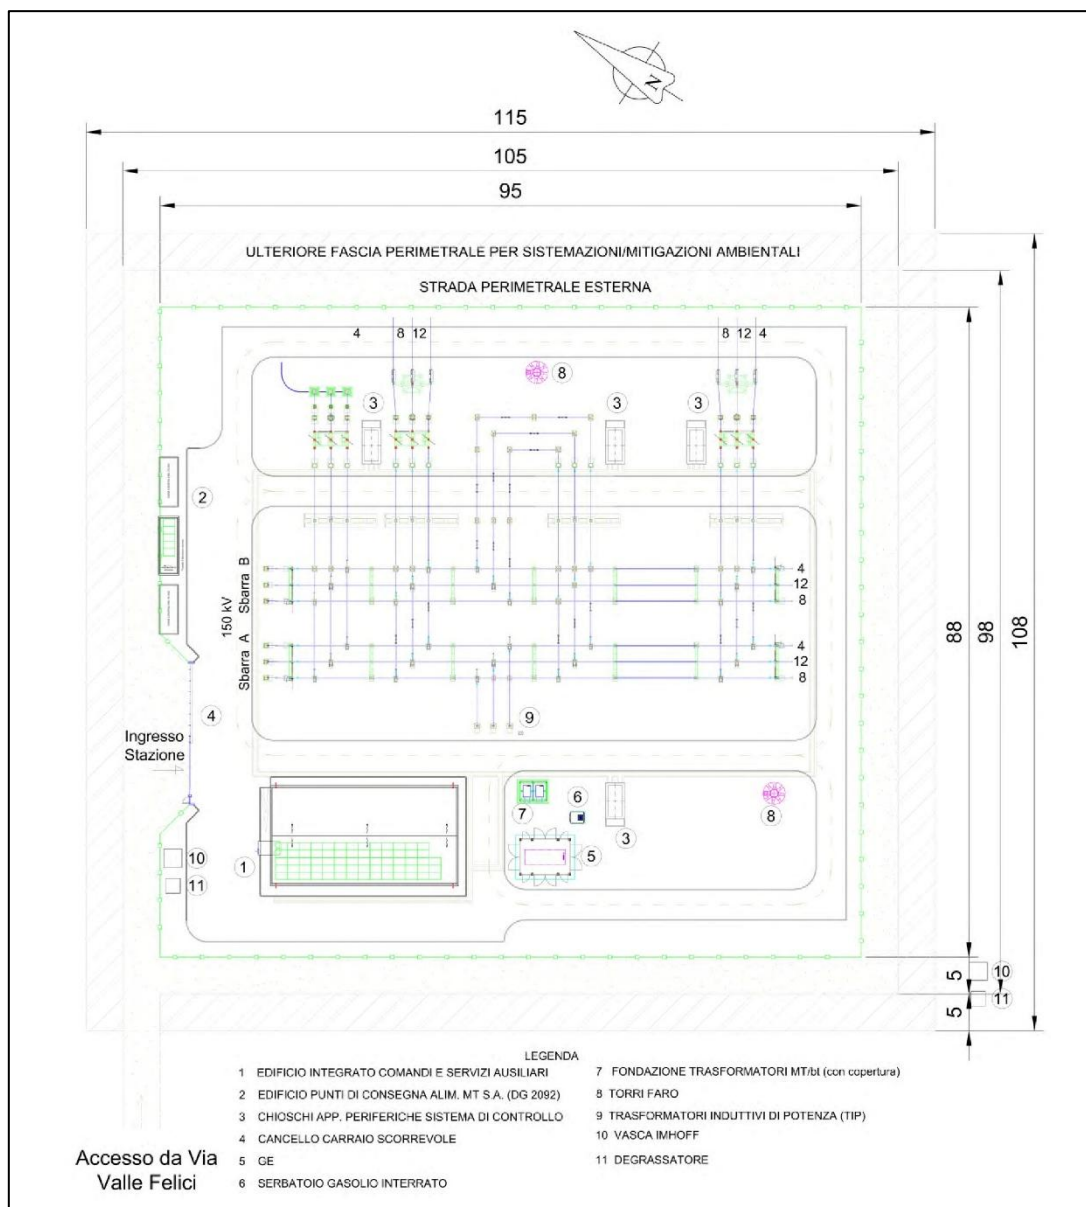 N
115
105
95
ULTERIORE FASCIA PERIMETRALE PER SISTEMAZIONI/MITIGAZIONI AMBIENTALI
STRADA PERIMETRALE ESTERNA
4 8 12
8 12 4
8
3
3
3
2
150 kV
Sbarra B
Sbarra A
4
12
8
4
12
8
88
98
108
4
9
Ingresso
Stazione
7
6
8
3
5
1
10
11
5
5
10
11
LEGENDA
1 EDIFICIO INTEGRATO COMANDI E SERVIZI AUSILIARI
2 EDIFICIO PUNTI DI CONSEGNA ALIM. MT S.A. (DG 2092)
3 CHIOSCHI APP. PERIFERICHE SISTEMA DI CONTROLLO
4 CANCELLO CARRAIO SCORREVOLE
5 GE
6 SERBATOIO GASOLIO INTERRATO
7 FONDAZIONE TRASFORMATORI MT/bt (con copertura)
8 TORRI FARO
9 TRASFORMATORI INDUTTIVI DI POTENZA (TIP)
10 VASCA IMHOFF
11 DEGRASSATORE
Accesso da Via
Valle Felici